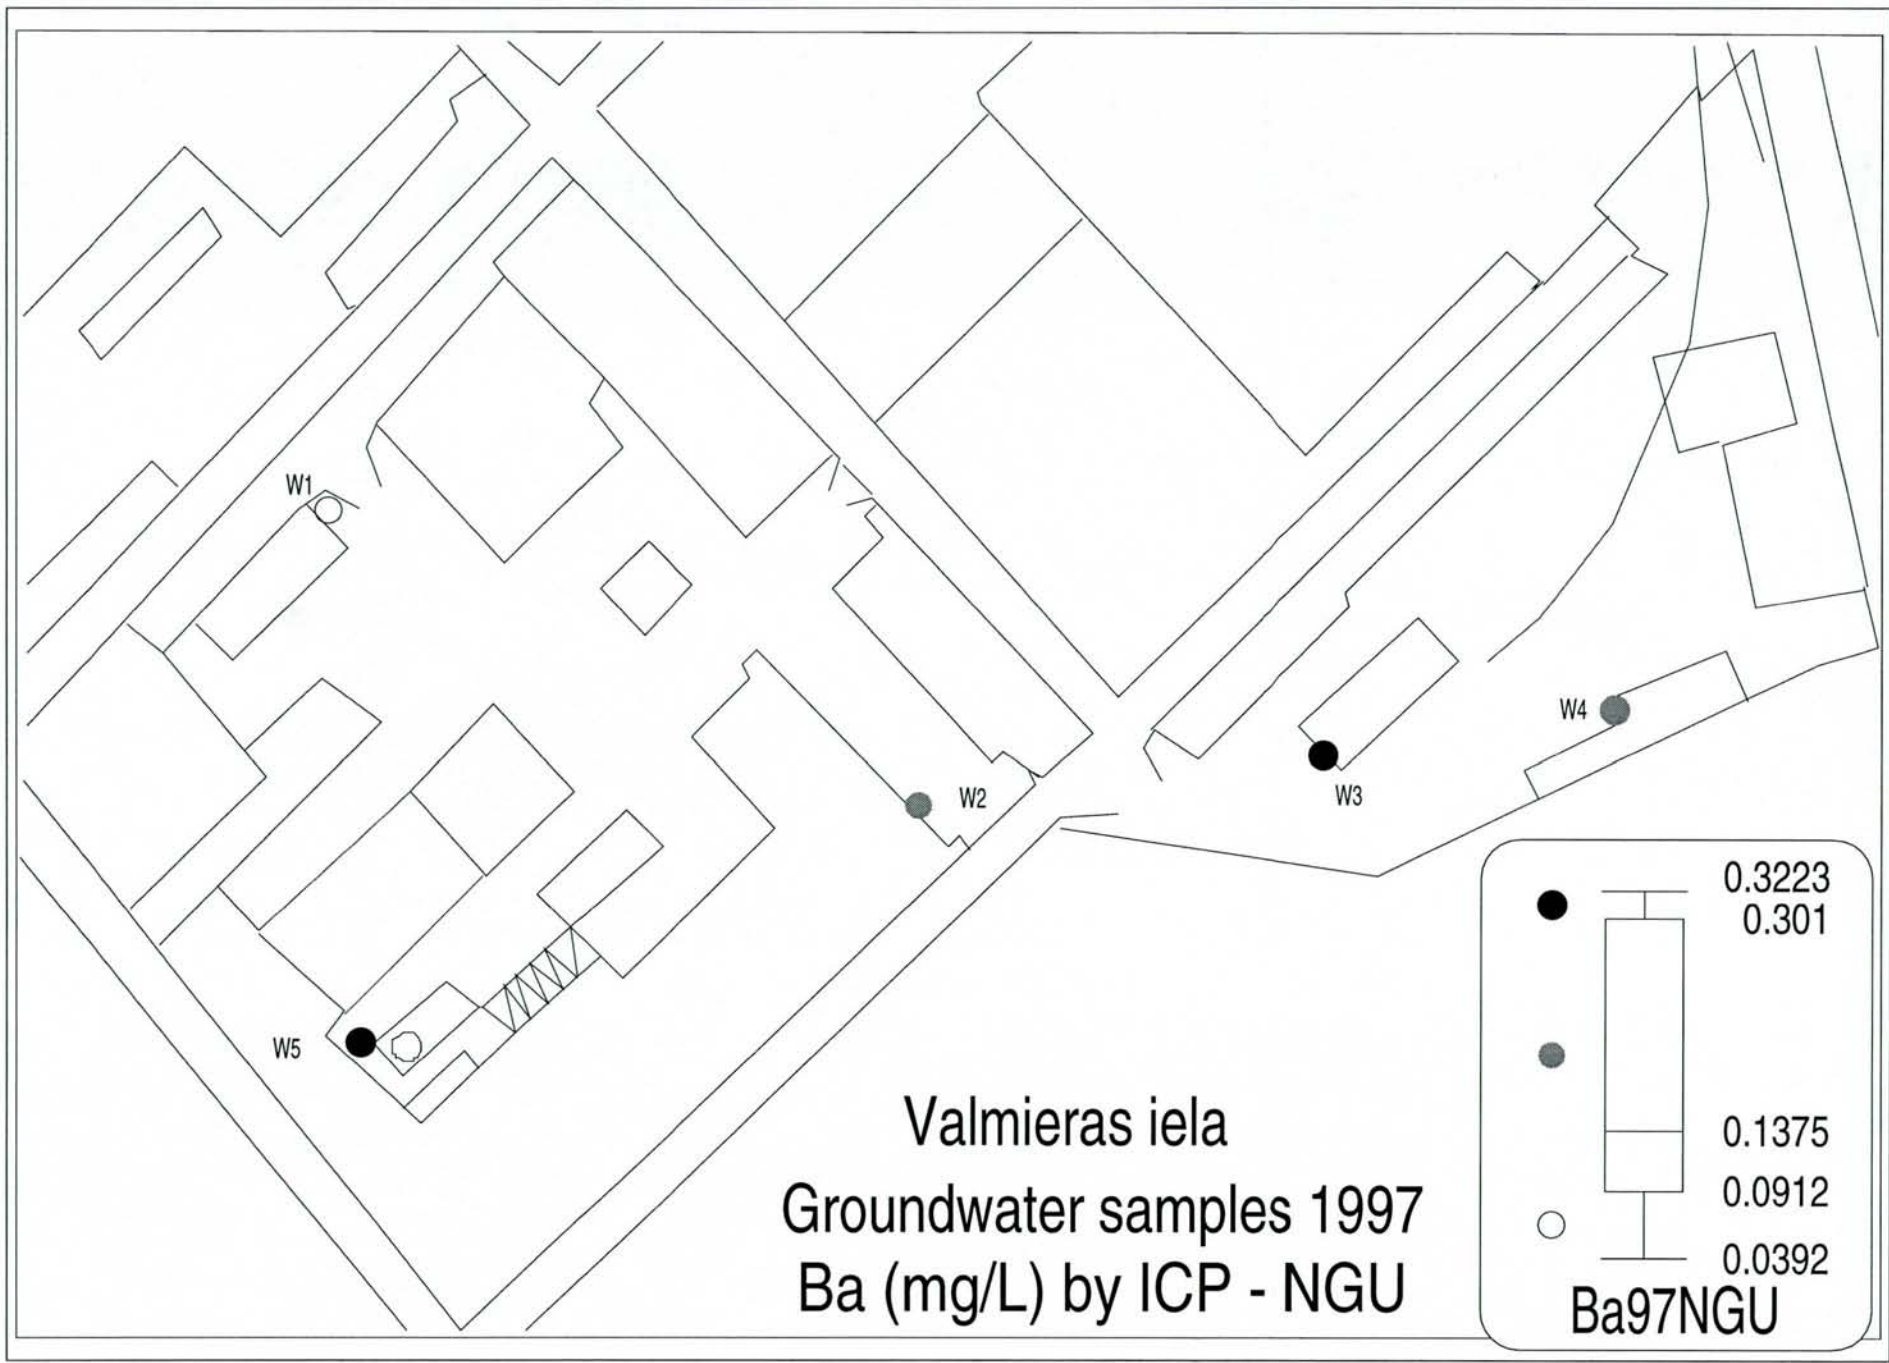 W1
W2
W3
W4
W5
Valmieras iela
Groundwater samples 1997
Ba (mg/L) by ICP - NGU
0.3223
0.301
0.1375
0.0912
0.0392
Ba97NGU